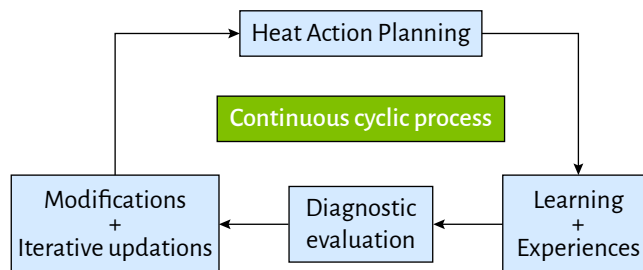 Heat Action Planning
Continuous cyclic process
Modifications
+
Iterative updations
Diagnostic
evaluation
Learning
+
Experiences